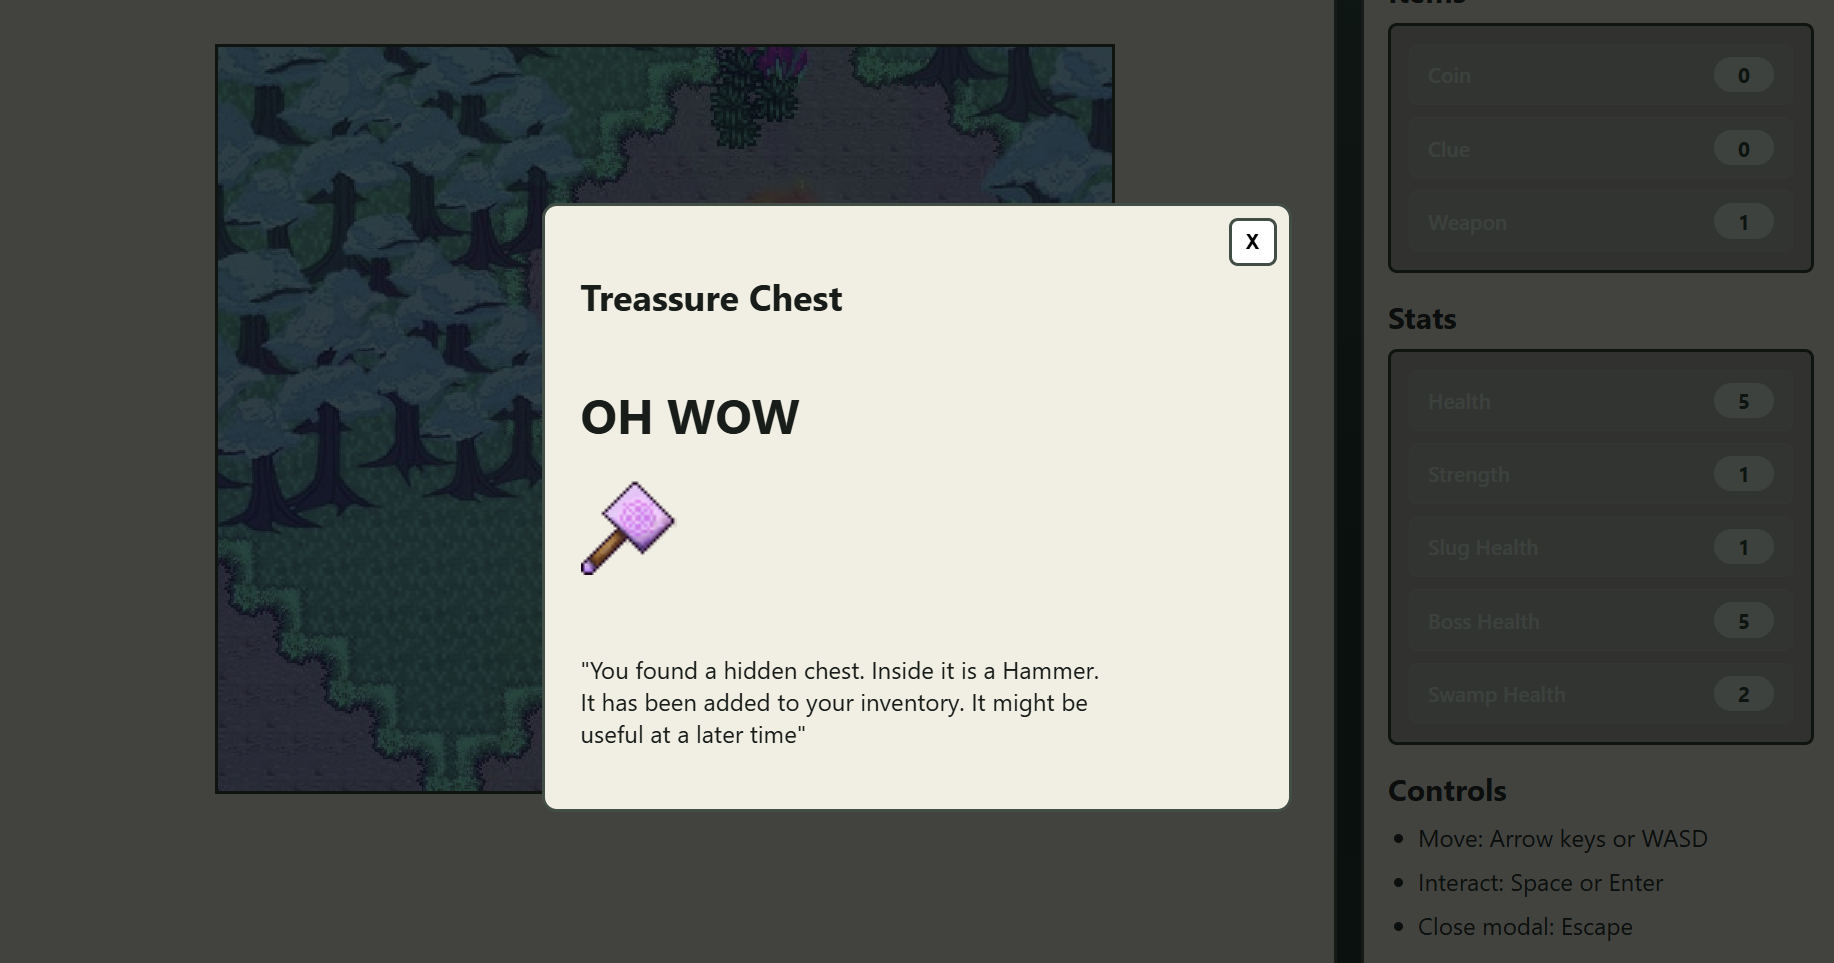 Items
Coin 0
Clue 0
Weapon 1
X
Treassure Chest
OH WOW
"You found a hidden chest. Inside it is a Hammer.
It has been added to your inventory. It might be
useful at a later time"
Stats
Health 5
Strength 1
Slug Health 1
Boss Health 5
Swamp Health 2
Controls
Move: Arrow keys or WASD
Interact: Space or Enter
Close modal: Escape